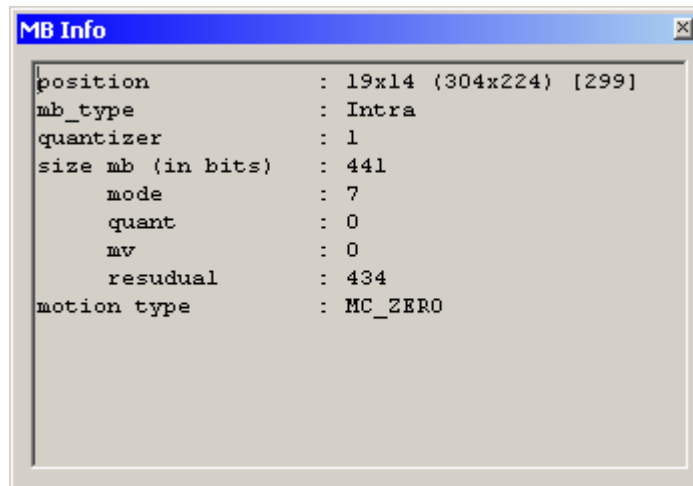 MB Info
position : 19x14 (304x224) [299]
mb_type : Intra
quantizer : 1
size mb (in bits) : 441
mode : 7
quant : 0
mv : 0
resudual : 434
motion type : MC_ZERO